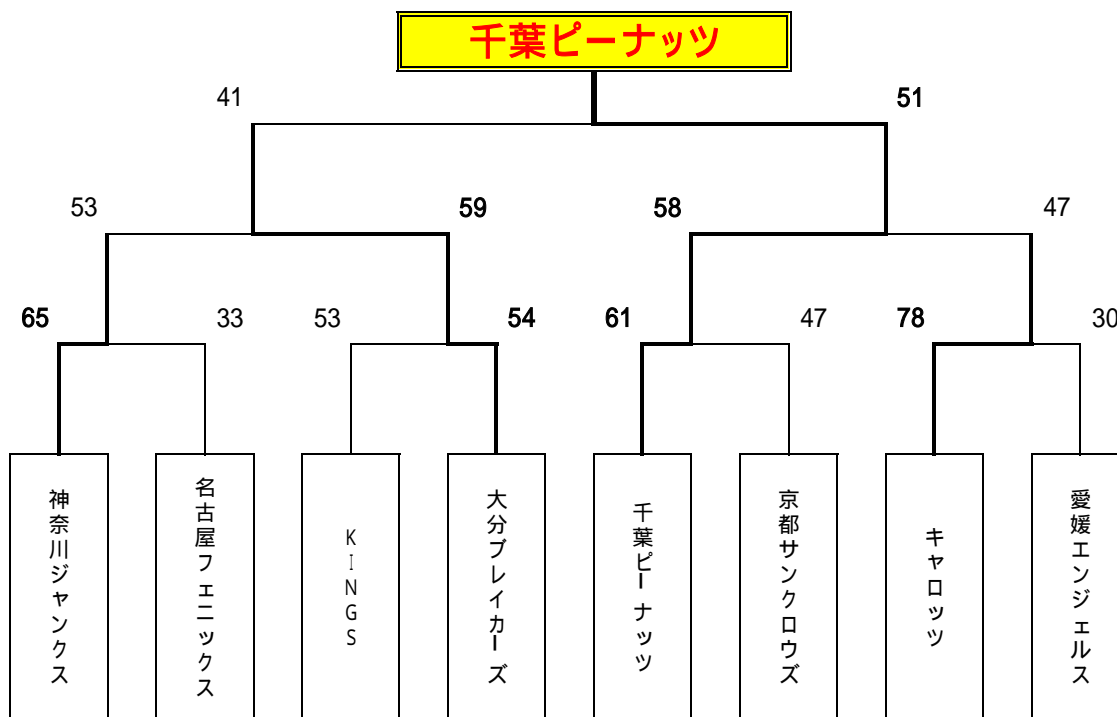 千葉ピーナッツ
41
51
53
59
58
47
65
33
53
54
61
47
78
30
神奈川ジャンクス
名古屋フェニックス
KINGS
大分ブレイカーズ
千葉ピーナッツ
京都サンクロウズ
キャロッツ
愛媛エンジェルス